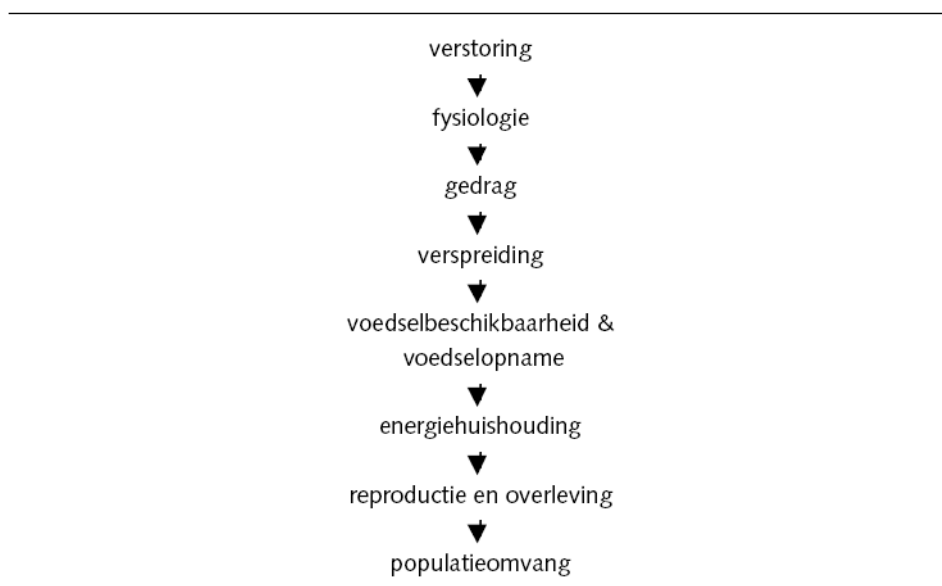 verstoring
fysiologie
gedrag
verspreiding
voedselbeschikbaarheid &
voedselopname
energiehuishouding
reproductie en overleving
populatieomvang